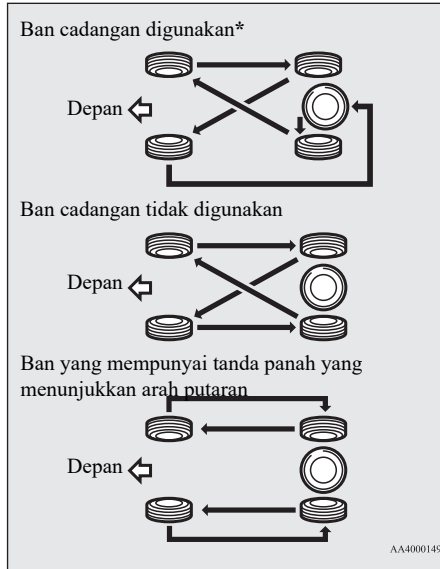 Ban cadangan digunakan*
Depan
Ban cadangan tidak digunakan
Depan
Ban yang mempunyai tanda panah yang
menunjukkan arah putaran
Depan
AA4000149